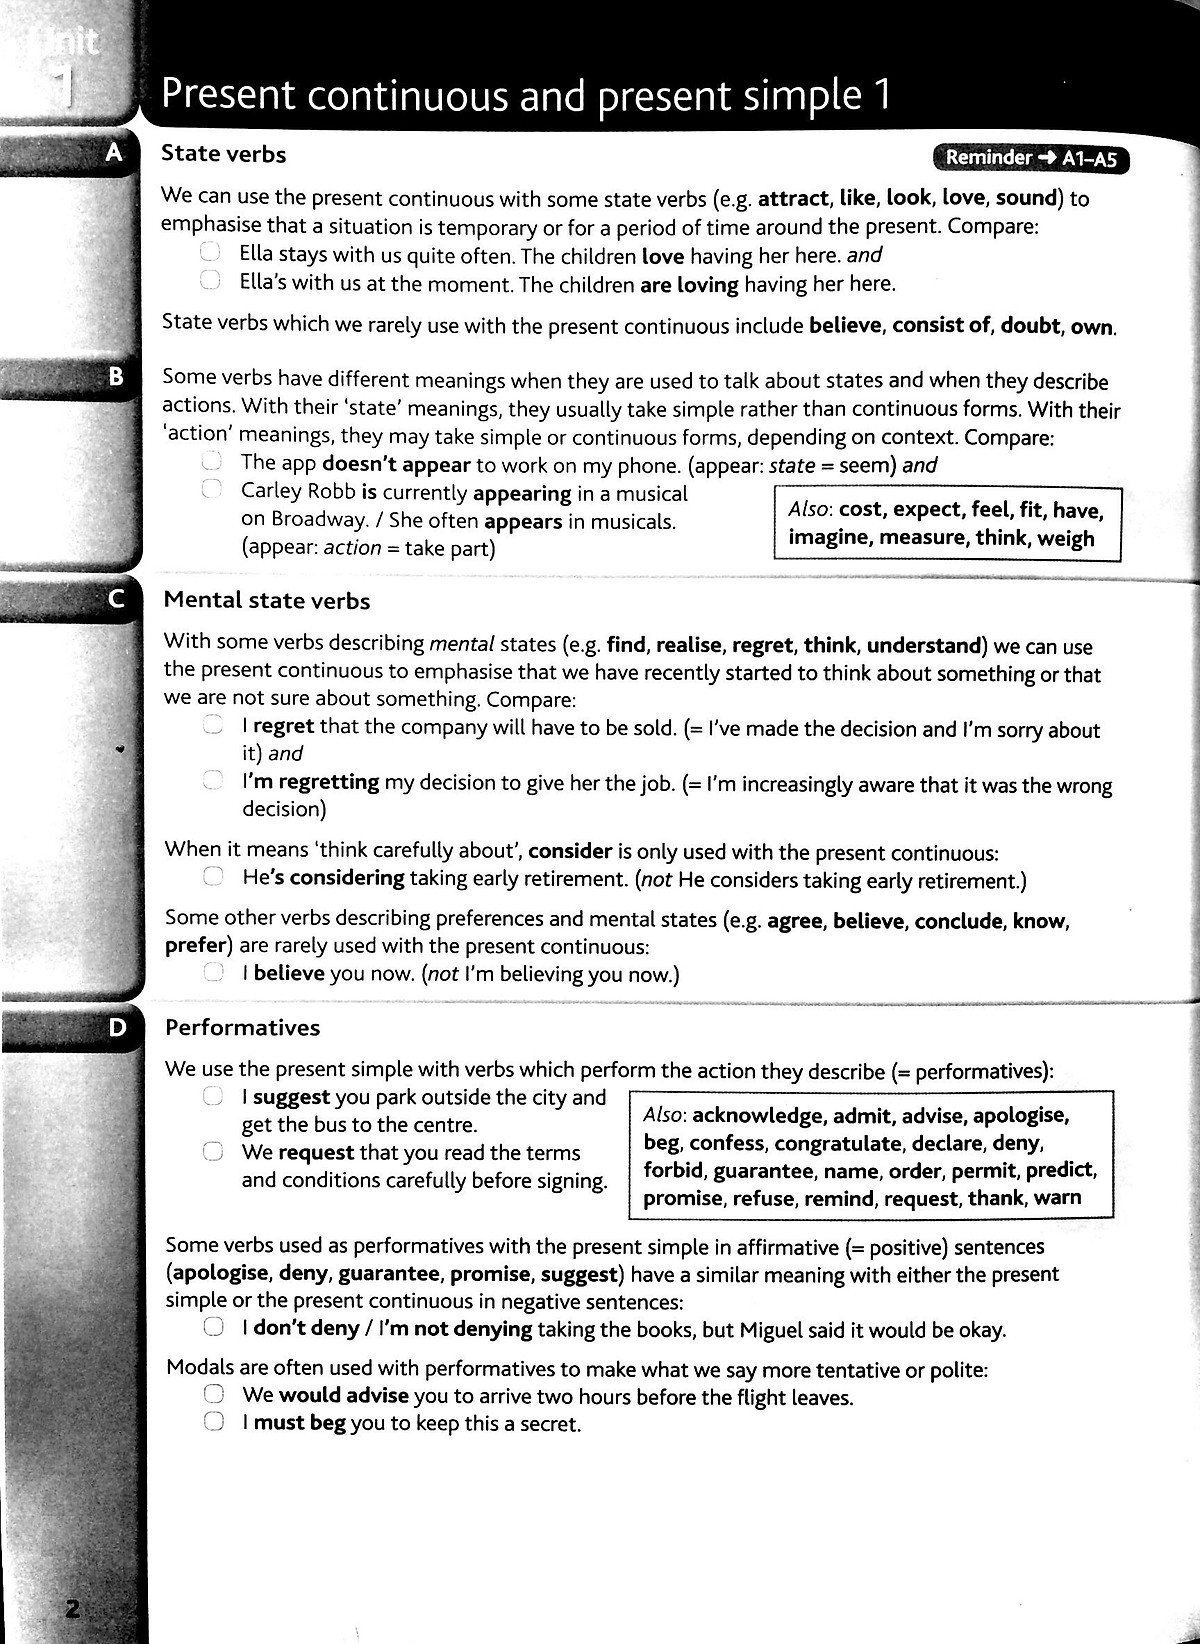 Unit
1
Present continuous and present simple 1
A
State verbs
Reminder → A1–A5
We can use the present continuous with some state verbs (e.g. attract, like, look, love, sound) to
emphasise that a situation is temporary or for a period of time around the present. Compare:
Ella stays with us quite often. The children love having her here. and
Ella's with us at the moment. The children are loving having her here.
State verbs which we rarely use with the present continuous include believe, consist of, doubt, own.
B
Some verbs have different meanings when they are used to talk about states and when they describe
actions. With their 'state' meanings, they usually take simple rather than continuous forms. With their
'action' meanings, they may take simple or continuous forms, depending on context. Compare:
The app doesn't appear to work on my phone. (appear: state = seem) and
Carley Robb is currently appearing in a musical
on Broadway. / She often appears in musicals.
(appear: action = take part)
Also: cost, expect, feel, fit, have,
imagine, measure, think, weigh
C
Mental state verbs
With some verbs describing mental states (e.g. find, realise, regret, think, understand) we can use
the present continuous to emphasise that we have recently started to think about something or that
we are not sure about something. Compare:
I regret that the company will have to be sold. (= I've made the decision and I'm sorry about
it) and
I'm regretting my decision to give her the job. (= I'm increasingly aware that it was the wrong
decision)
When it means 'think carefully about', consider is only used with the present continuous:
He's considering taking early retirement. (not He considers taking early retirement.)
Some other verbs describing preferences and mental states (e.g. agree, believe, conclude, know,
prefer) are rarely used with the present continuous:
I believe you now. (not I'm believing you now.)
D
Performatives
We use the present simple with verbs which perform the action they describe (= performatives):
I suggest you park outside the city and
get the bus to the centre.
We request that you read the terms
and conditions carefully before signing.
Also: acknowledge, admit, advise, apologise,
beg, confess, congratulate, declare, deny,
forbid, guarantee, name, order, permit, predict,
promise, refuse, remind, request, thank, warn
Some verbs used as performatives with the present simple in affirmative (= positive) sentences
(apologise, deny, guarantee, promise, suggest) have a similar meaning with either the present
simple or the present continuous in negative sentences:
I don't deny / I'm not denying taking the books, but Miguel said it would be okay.
Modals are often used with performatives to make what we say more tentative or polite:
We would advise you to arrive two hours before the flight leaves.
I must beg you to keep this a secret.
2